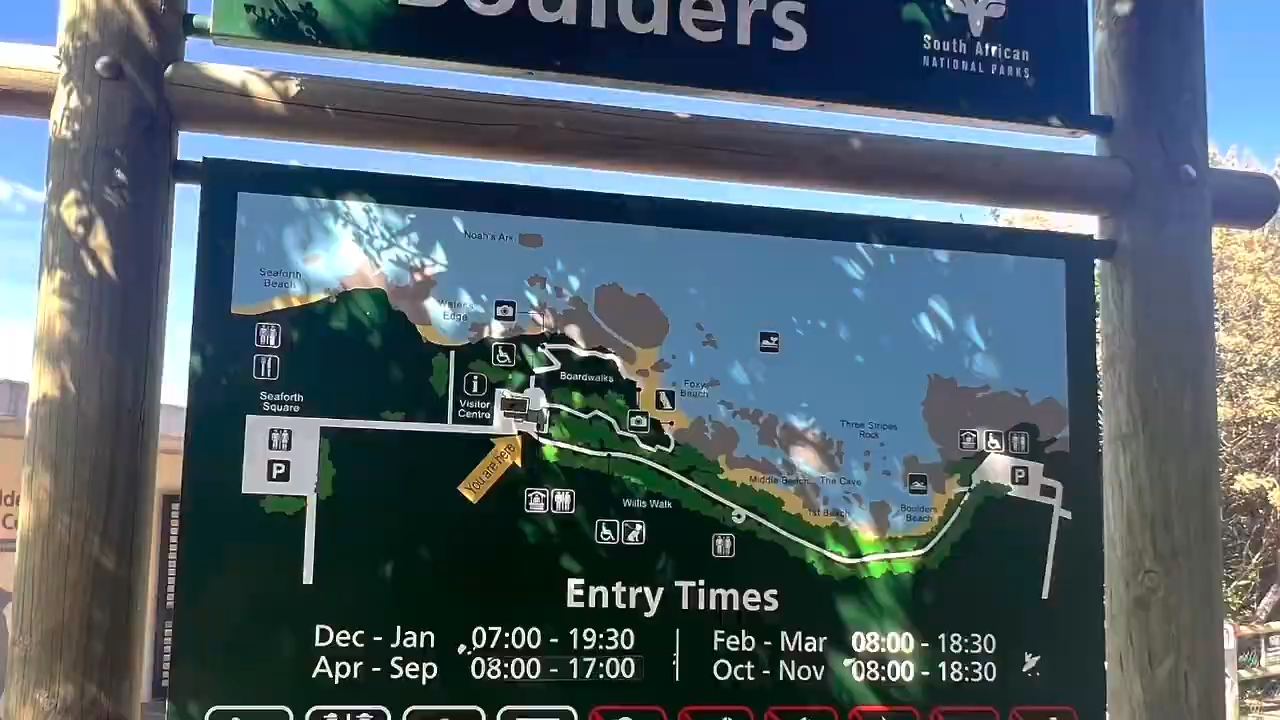 Boulders
South African
NATIONAL PARKS
Noah's Ark
Seaforth
Beach
Water's
Edge
Boardwalks
Foxy
Beach
Seaforth
Square
Visitor
Centre
Three Stripes
Rock
You are here
P
P
Middle Beach
The Cave
Willis Walk
1st Beach
Boulders
Beach
Entry Times
Dec - Jan 07:00 - 19:30
Feb - Mar 08:00 - 18:30
Apr - Sep 08:00 - 17:00
Oct - Nov 08:00 - 18:30